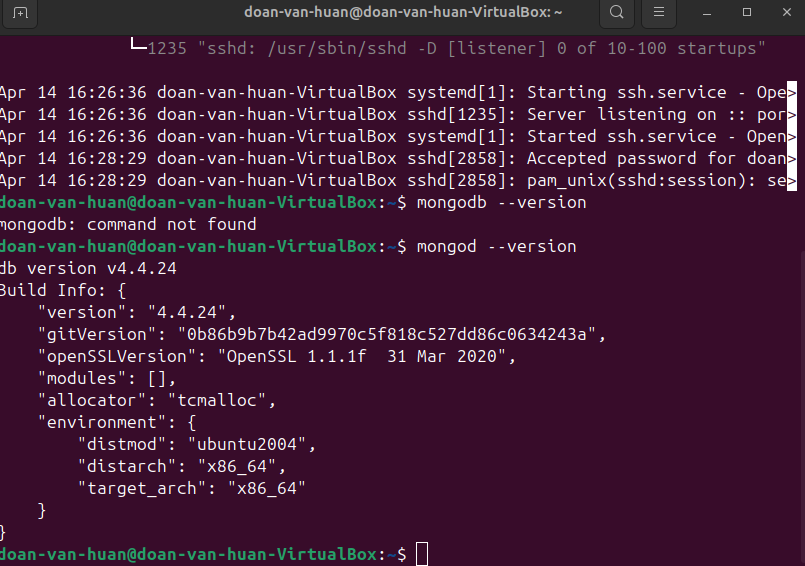 doan-van-huan@doan-van-huan-VirtualBox: ~
└─1235 "sshd: /usr/sbin/sshd -D [listener] 0 of 10-100 startups"
Apr 14 16:26:36 doan-van-huan-VirtualBox systemd[1]: Starting ssh.service - Ope>
Apr 14 16:26:36 doan-van-huan-VirtualBox sshd[1235]: Server listening on :: por>
Apr 14 16:26:36 doan-van-huan-VirtualBox systemd[1]: Started ssh.service - Open>
Apr 14 16:28:29 doan-van-huan-VirtualBox sshd[2858]: Accepted password for doan>
Apr 14 16:28:29 doan-van-huan-VirtualBox sshd[2858]: pam_unix(sshd:session): se>
doan-van-huan@doan-van-huan-VirtualBox:~$ mongodb --version
mongodb: command not found
doan-van-huan@doan-van-huan-VirtualBox:~$ mongod --version
db version v4.4.24
Build Info: {
    "version": "4.4.24",
    "gitVersion": "0b86b9b7b42ad9970c5f818c527dd86c0634243a",
    "openSSLVersion": "OpenSSL 1.1.1f  31 Mar 2020",
    "modules": [],
    "allocator": "tcmalloc",
    "environment": {
        "distmod": "ubuntu2004",
        "distarch": "x86_64",
        "target_arch": "x86_64"
    }
}
doan-van-huan@doan-van-huan-VirtualBox:~$